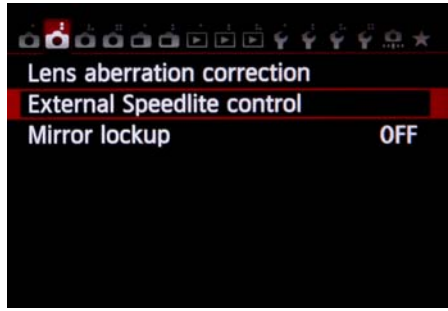 Lens aberration correction
External Speedlite control
Mirror lockup OFF